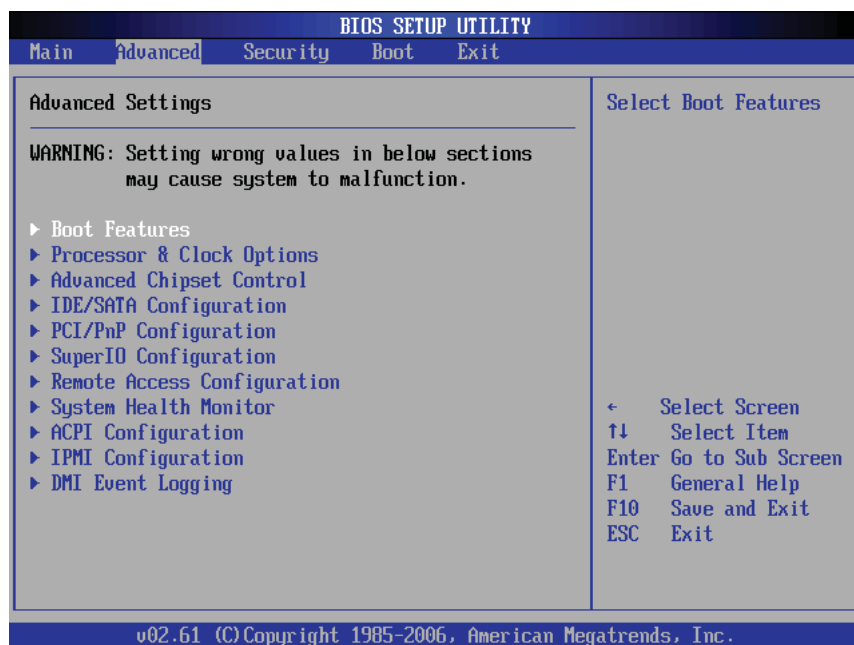 BIOS SETUP UTILITY
Main Advanced Security Boot Exit
Advanced Settings
WARNING: Setting wrong values in below sections
may cause system to malfunction.
▶ Boot Features
▶ Processor & Clock Options
▶ Advanced Chipset Control
▶ IDE/SATA Configuration
▶ PCI/PnP Configuration
▶ SuperIO Configuration
▶ Remote Access Configuration
▶ System Health Monitor
▶ ACPI Configuration
▶ IPMI Configuration
▶ DMI Event Logging
Select Boot Features
← Select Screen
↑↓ Select Item
Enter Go to Sub Screen
F1 General Help
F10 Save and Exit
ESC Exit
v02.61 (C)Copyright 1985-2006, American Megatrends, Inc.